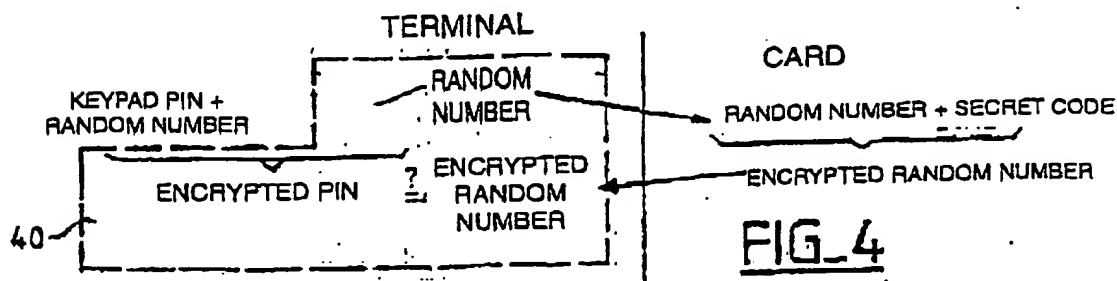 TERMINAL
CARD
KEYPAD PIN +
RANDOM NUMBER
RANDOM
NUMBER
RANDOM NUMBER + SECRET CODE
ENCRYPTED PIN
?
=
ENCRYPTED
RANDOM
NUMBER
ENCRYPTED RANDOM NUMBER
40
FIG_4